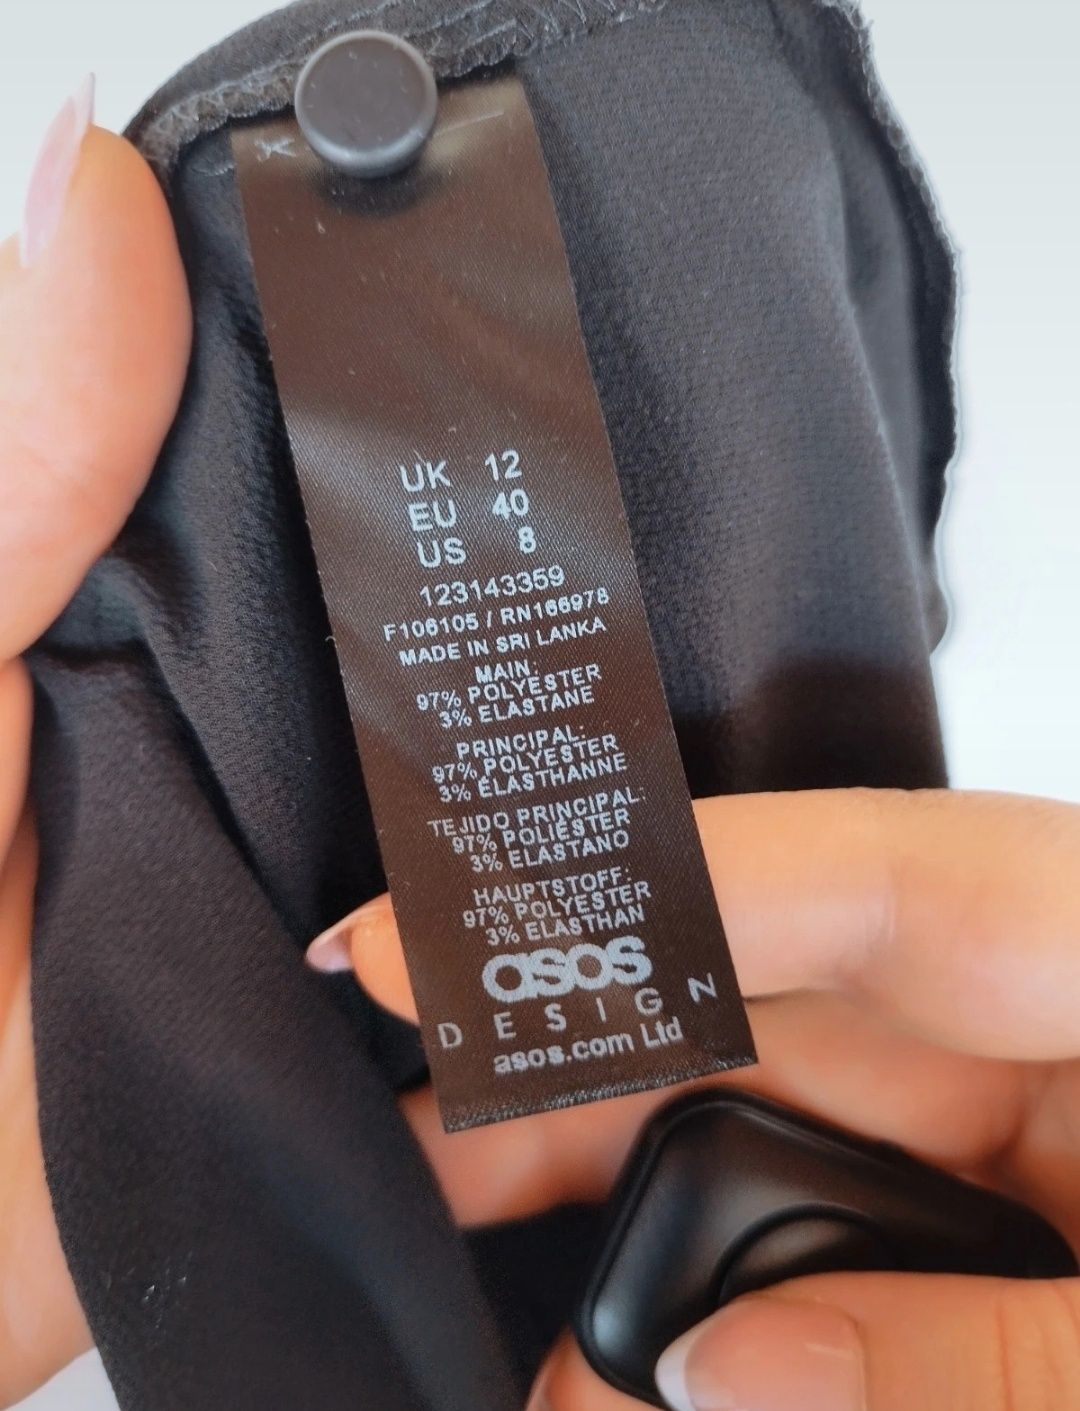 UK 12
EU 40
US 8
123143359
F106105 / RN166978
MADE IN SRI LANKA
MAIN:
97% POLYESTER
3% ELASTANE
PRINCIPAL:
97% POLYESTER
3% ÉLASTHANNE
TEJIDO PRINCIPAL:
97% POLIÉSTER
3% ELASTANO
HAUPTSTOFF:
97% POLYESTER
3% ELASTHAN
asos
DESIGN
asos.com Ltd